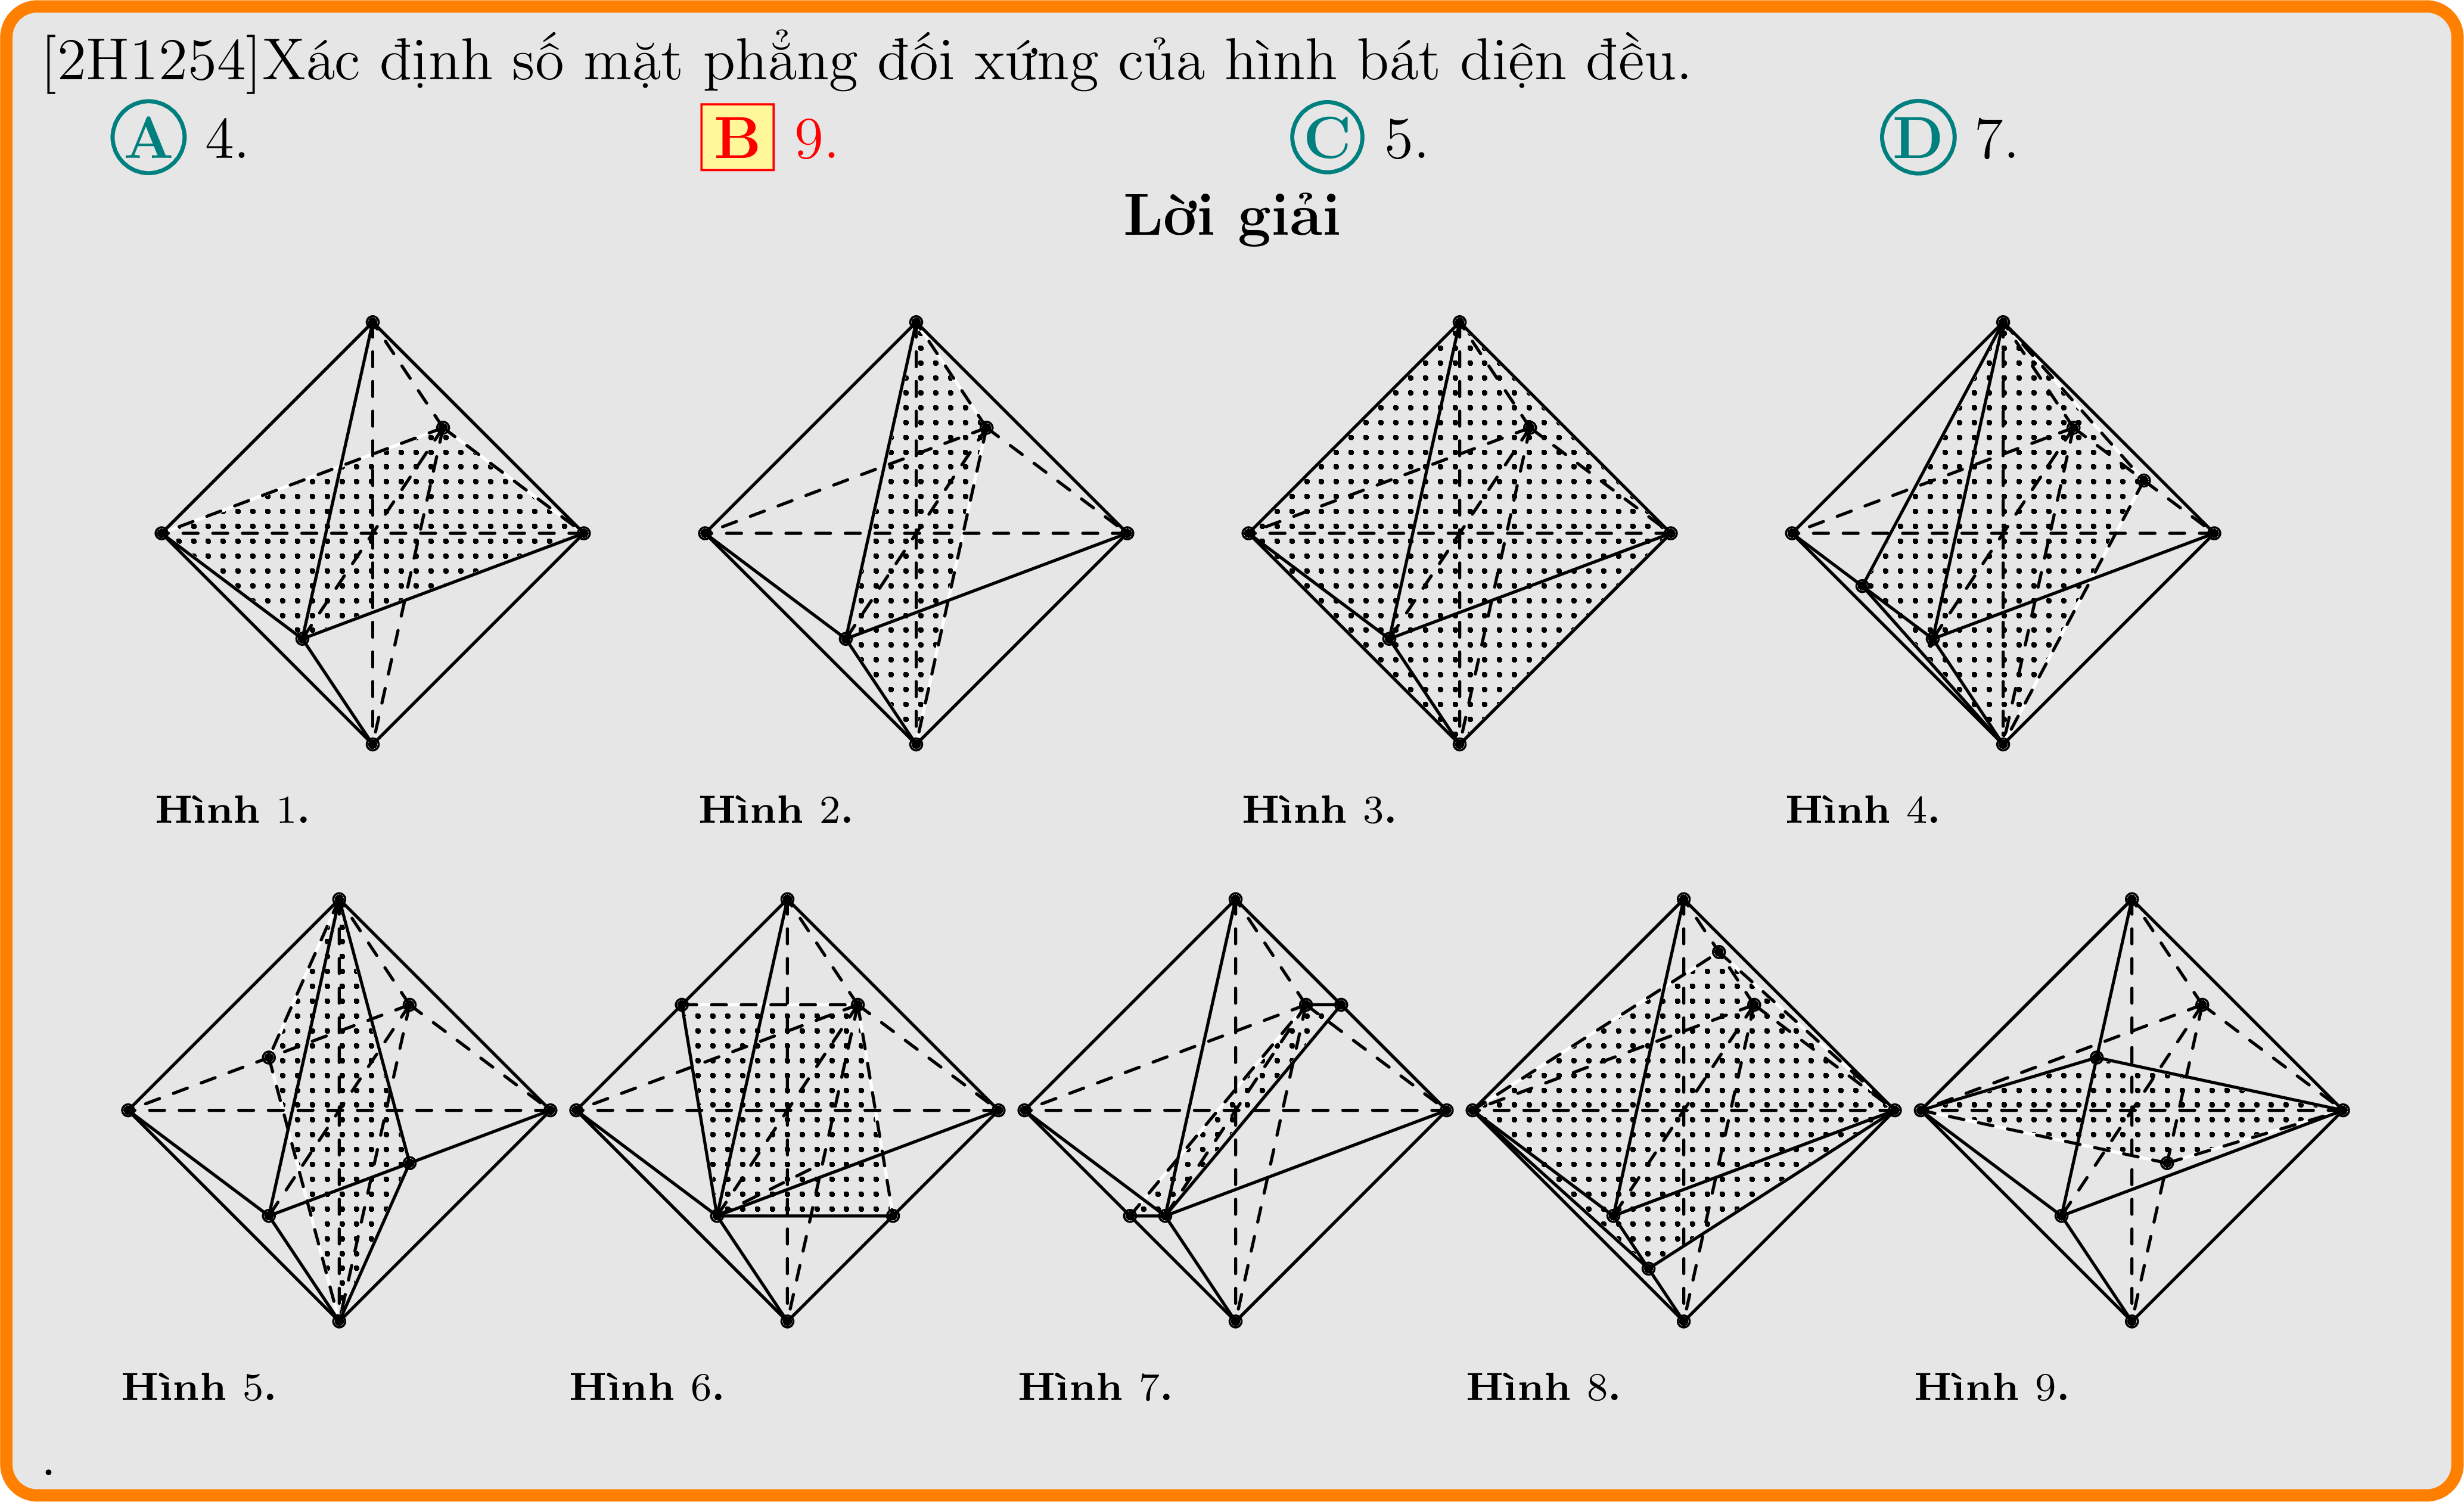 [2H1254]Xác định số mặt phẳng đối xứng của hình bát diện đều.
A 4. B 9. C 5. D 7.
Lời giải
Hình 1. Hình 2. Hình 3. Hình 4.
Hình 5. Hình 6. Hình 7. Hình 8. Hình 9.
.